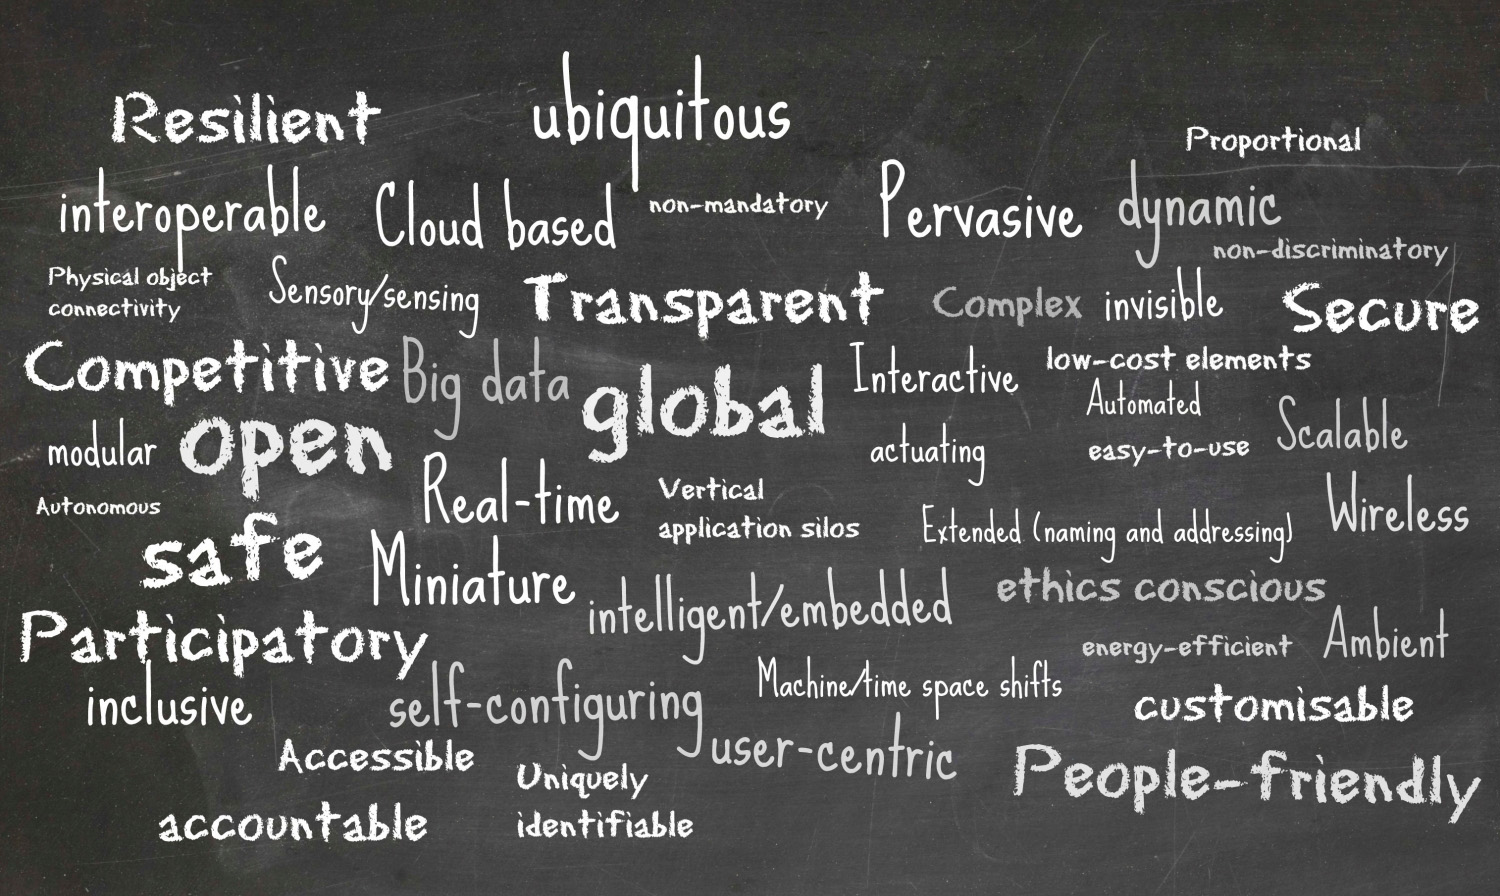 Resilient
ubiquitous
Proportional
interoperable
Cloud based
non-mandatory
Pervasive
dynamic
non-discriminatory
Physical object
connectivity
Sensory/sensing
Transparent
Complex
invisible
Secure
Competitive
Big data
global
Interactive
low-cost elements
Automated
modular
open
actuating
easy-to-use
Scalable
Autonomous
Real-time
Vertical
application silos
Extended (naming and addressing)
Wireless
safe
Miniature
intelligent/embedded
ethics conscious
Participatory
energy-efficient
Ambient
inclusive
self-configuring
Machine/time space shifts
customisable
Accessible
Uniquely
identifiable
user-centric
People-friendly
accountable